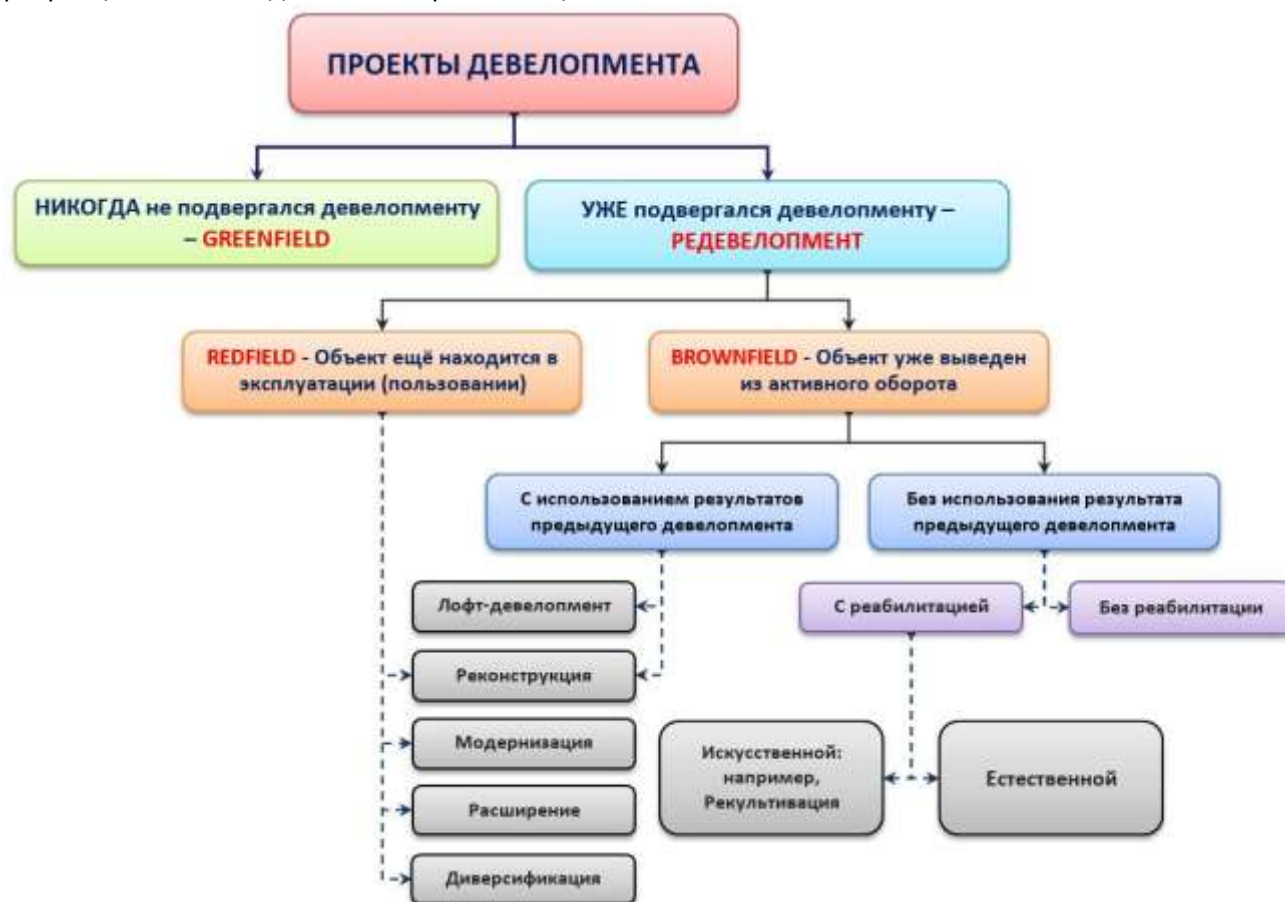 ПРОЕКТЫ ДЕВЕЛОПМЕНТА
НИКОГДА не подвергался девелопменту
– GREENFIELD
УЖЕ подвергался девелопменту –
РЕДЕВЕЛОПМЕНТ
REDFIELD - Объект ещё находится в
эксплуатации (пользовании)
BROWNFIELD - Объект уже выведен
из активного оборота
С использованием результатов
предыдущего девелопмента
Без использования результата
предыдущего девелопмента
Лофт-девелопмент
С реабилитацией
Без реабилитации
Реконструкция
Модернизация
Искусственной:
например,
Рекультивация
Естественной
Расширение
Диверсификация